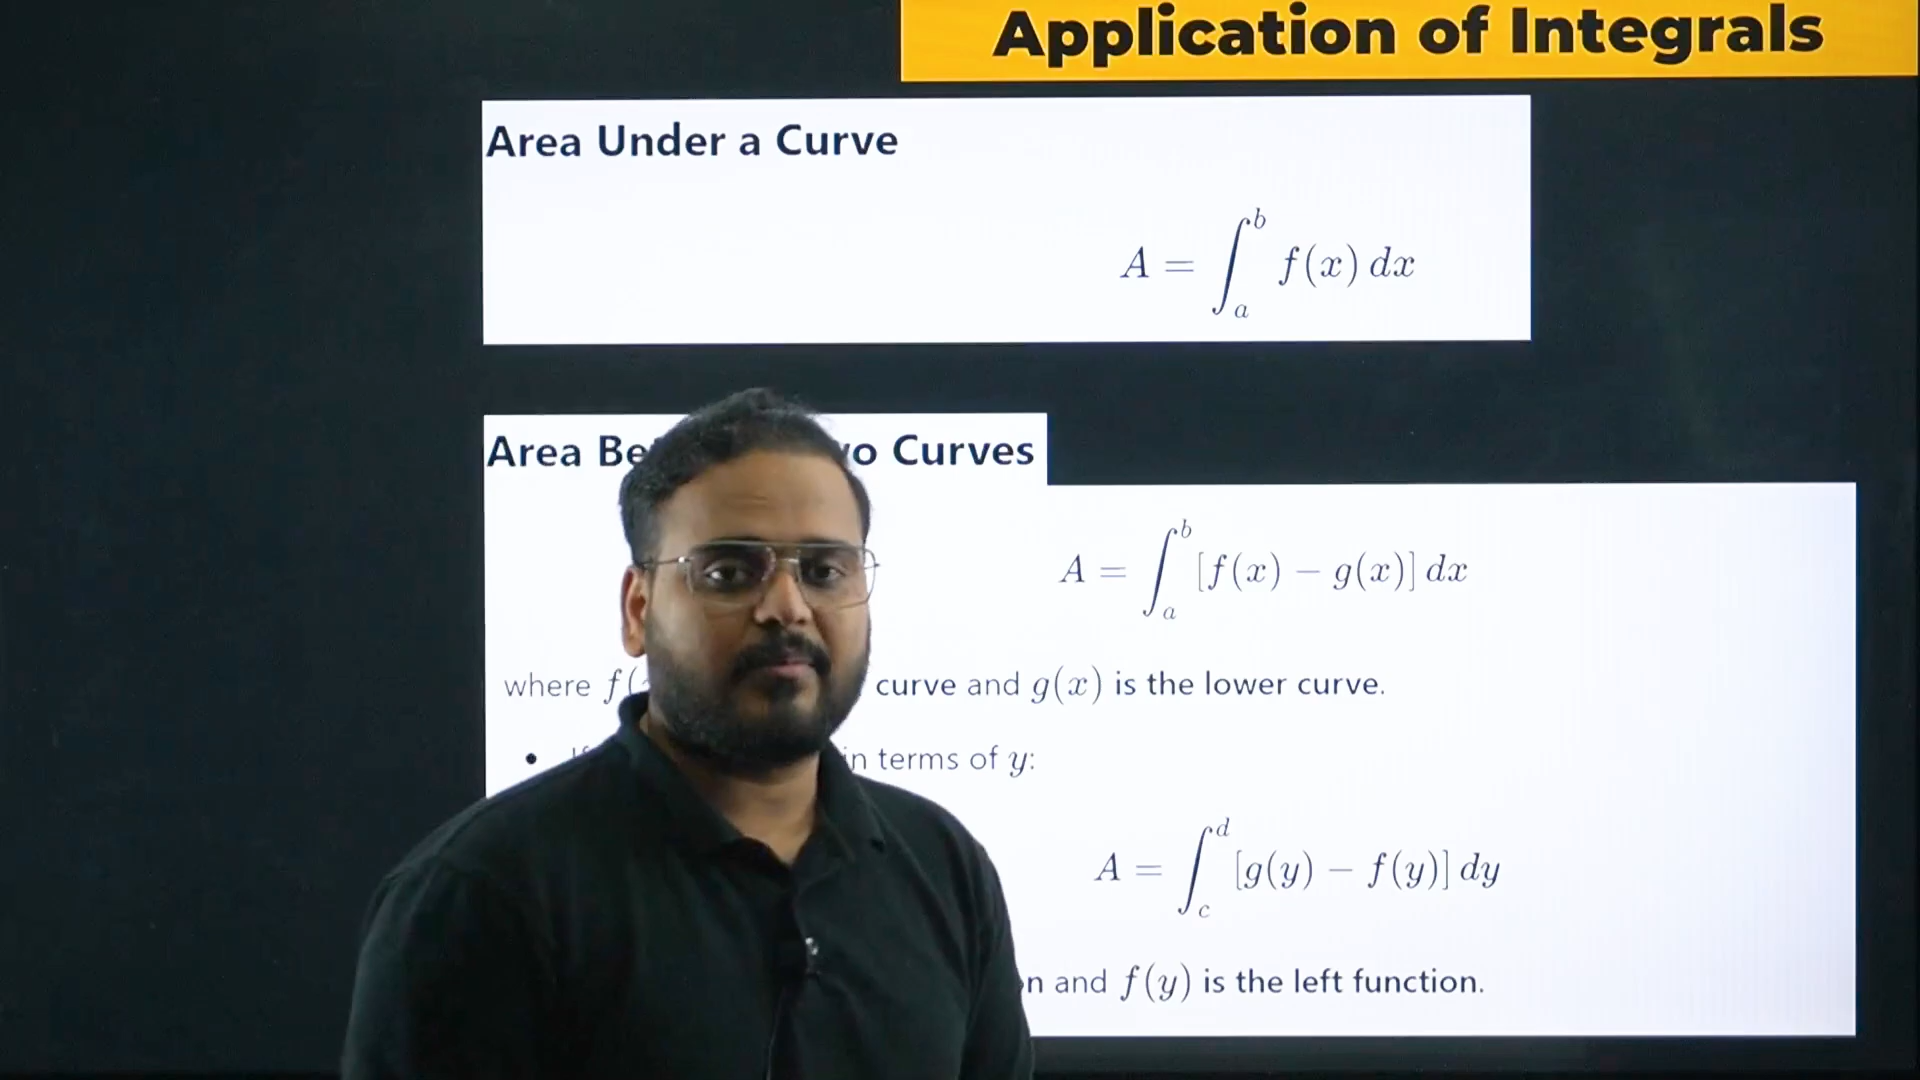 Application of Integrals
Area Under a Curve
A = ∫_a^b f(x) dx
Area Curves
A = ∫_a^b [f(x) − g(x)] dx
where curve and g(x) is the lower curve.
• in terms of y:
A = ∫_c^d [g(y) − f(y)] dy
and f(y) is the left function.